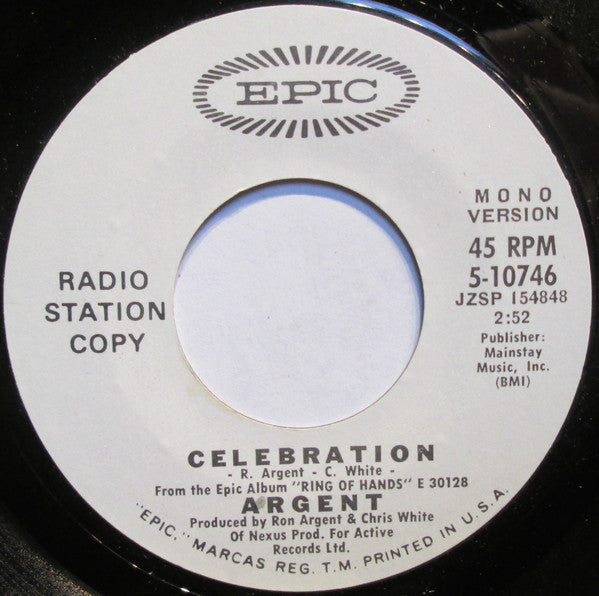 EPIC
MONO
VERSION
45 RPM
5-10746
JZSP 154848
2:52
Publisher:
Mainstay
Music, Inc.
(BMI)
RADIO
STATION
COPY
CELEBRATION
- R. Argent - C. White -
From the Epic Album "RING OF HANDS" E 30128
ARGENT
Produced by Ron Argent & Chris White
Of Nexus Prod. For Active
Records Ltd.
"EPIC," MARCAS REG. T.M. PRINTED IN U.S.A.